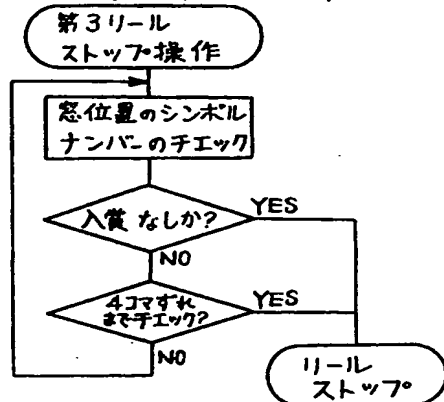 第3リール
ストップ操作
窓位置のシンボル
ナンバーのチェック
入賞なしか?
YES
NO
4コマずれ
までチェック?
YES
NO
リール
ストップ